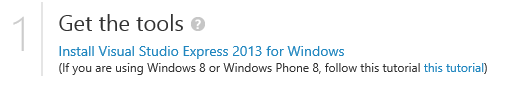 1 Get the tools ?
Install Visual Studio Express 2013 for Windows
(If you are using Windows 8 or Windows Phone 8, follow this tutorial this tutorial)